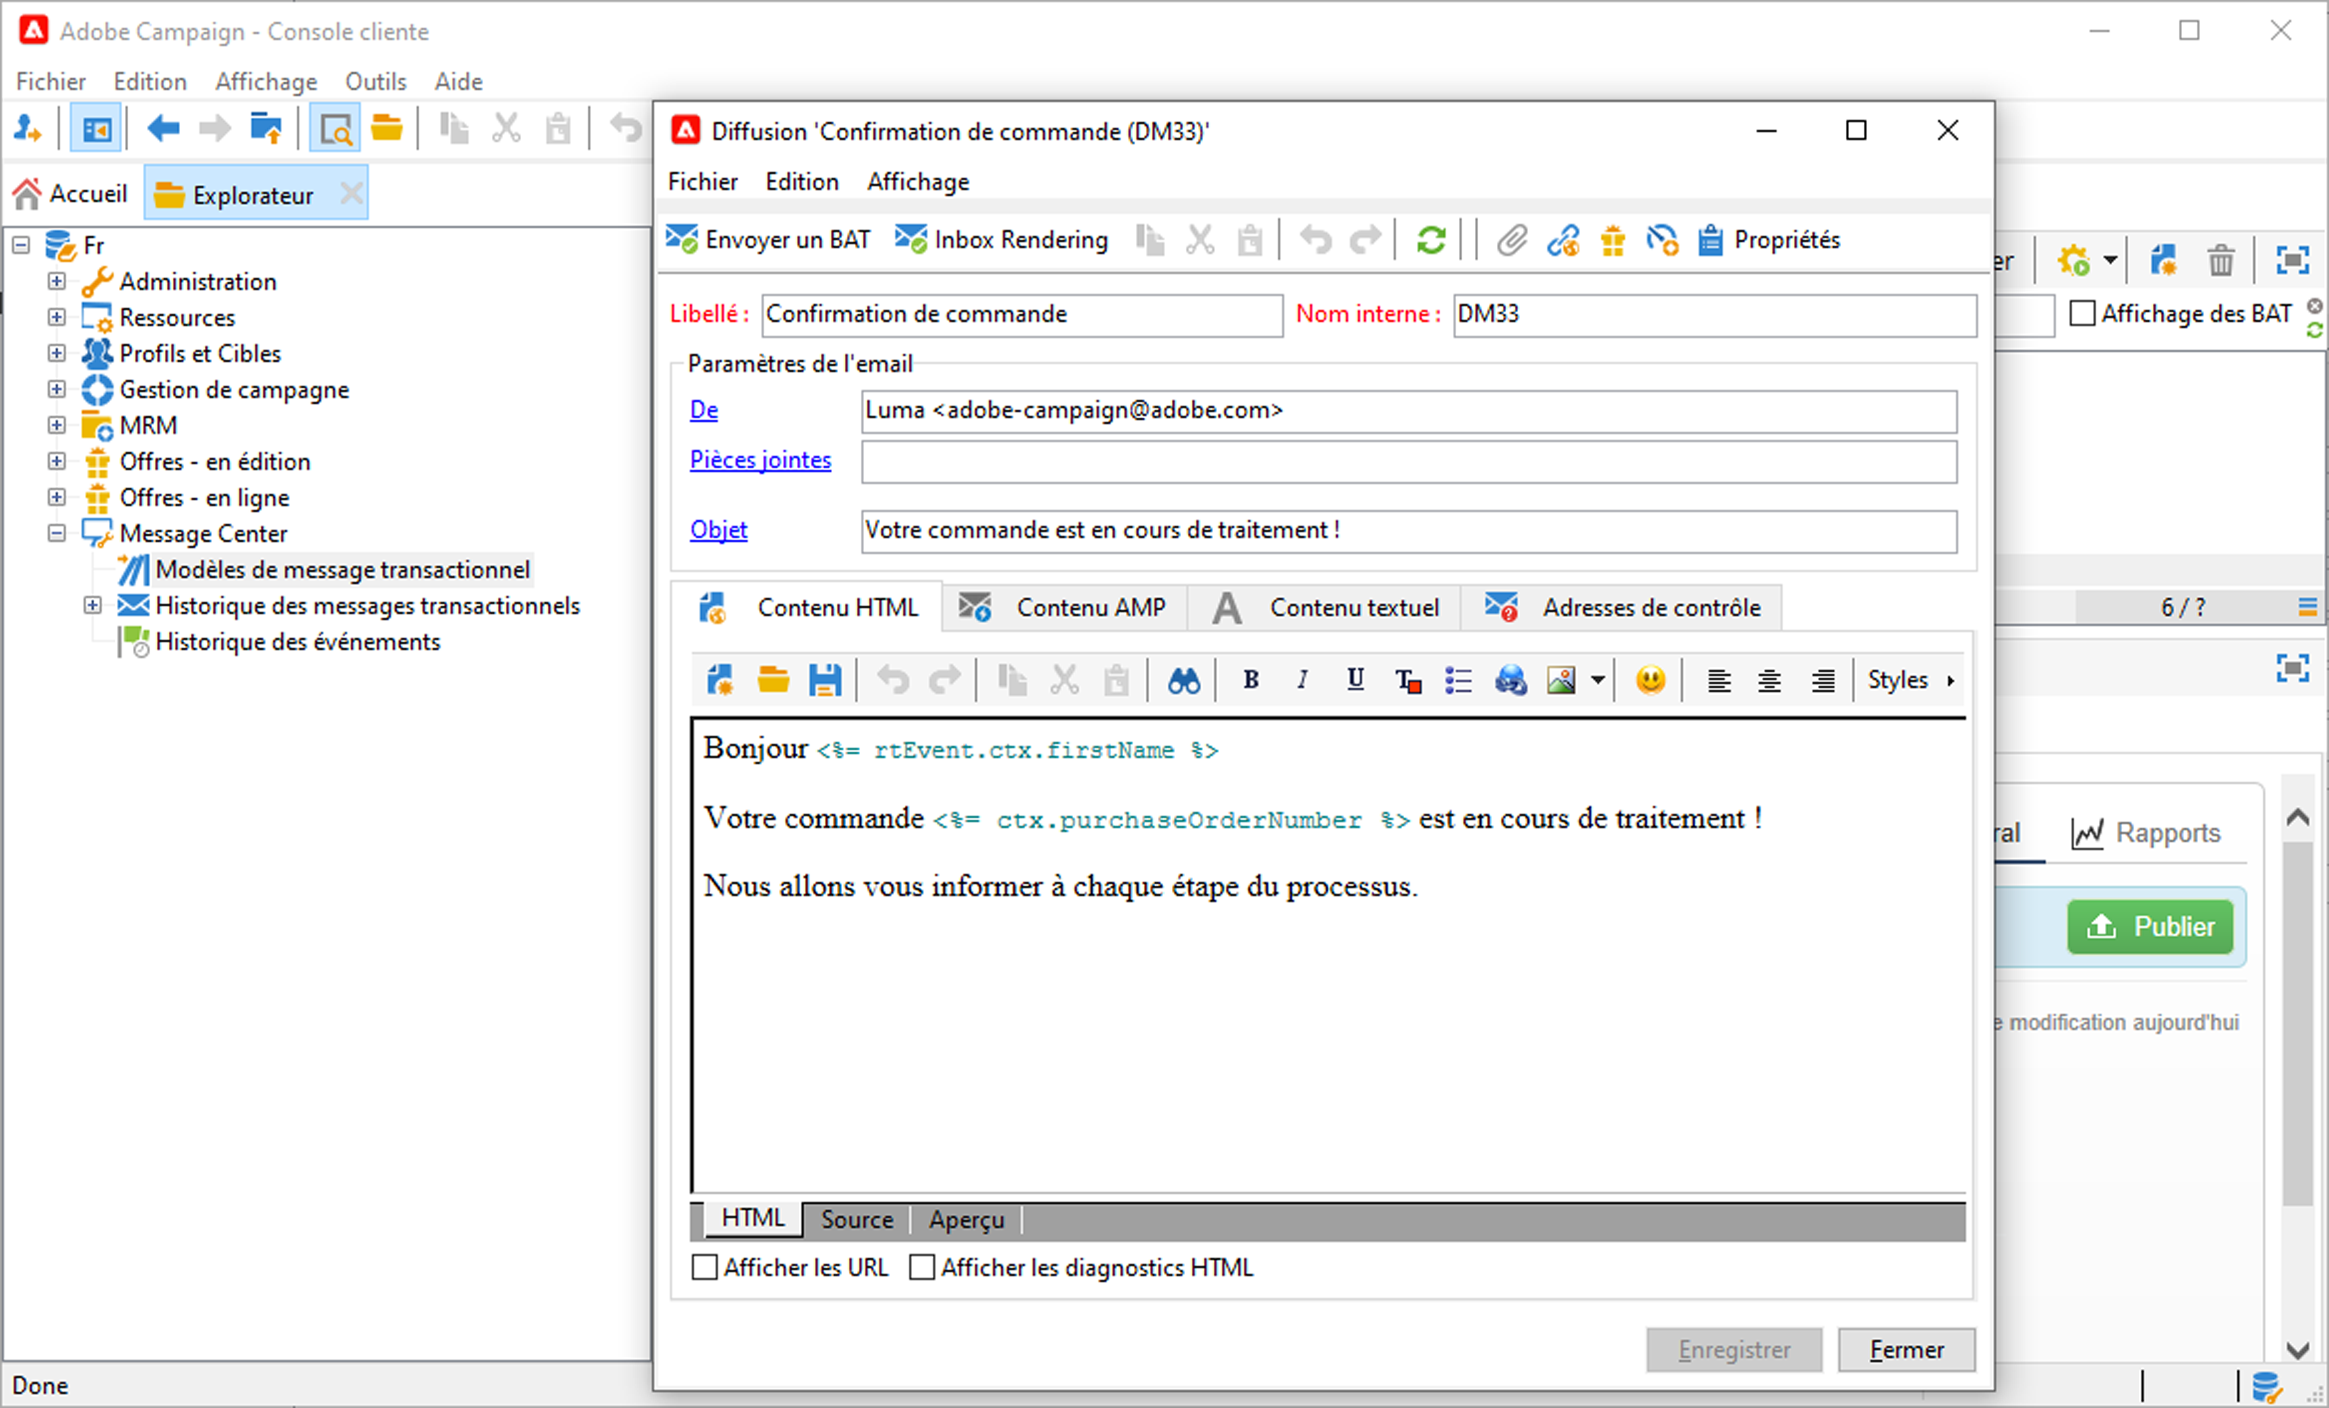 Adobe Campaign - Console cliente
Fichier Edition Affichage Outils Aide
Accueil Explorateur
Fr
Administration
Ressources
Profils et Cibles
Gestion de campagne
MRM
Offres - en édition
Offres - en ligne
Message Center
Modèles de message transactionnel
Historique des messages transactionnels
Historique des événements
Done
Diffusion 'Confirmation de commande (DM33)'
Fichier Edition Affichage
Envoyer un BAT Inbox Rendering Propriétés
Libellé : Confirmation de commande Nom interne : DM33
Paramètres de l'email
De Luma <adobe-campaign@adobe.com>
Pièces jointes
Objet Votre commande est en cours de traitement !
Contenu HTML Contenu AMP Contenu textuel Adresses de contrôle
B I U T Styles
Bonjour <%= rtEvent.ctx.firstName %>
Votre commande <%= ctx.purchaseOrderNumber %> est en cours de traitement !
Nous allons vous informer à chaque étape du processus.
HTML Source Aperçu
Afficher les URL Afficher les diagnostics HTML
Enregistrer Fermer
er
Affichage des BAT
6 / ?
ral Rapports
Publier
e modification aujourd'hui